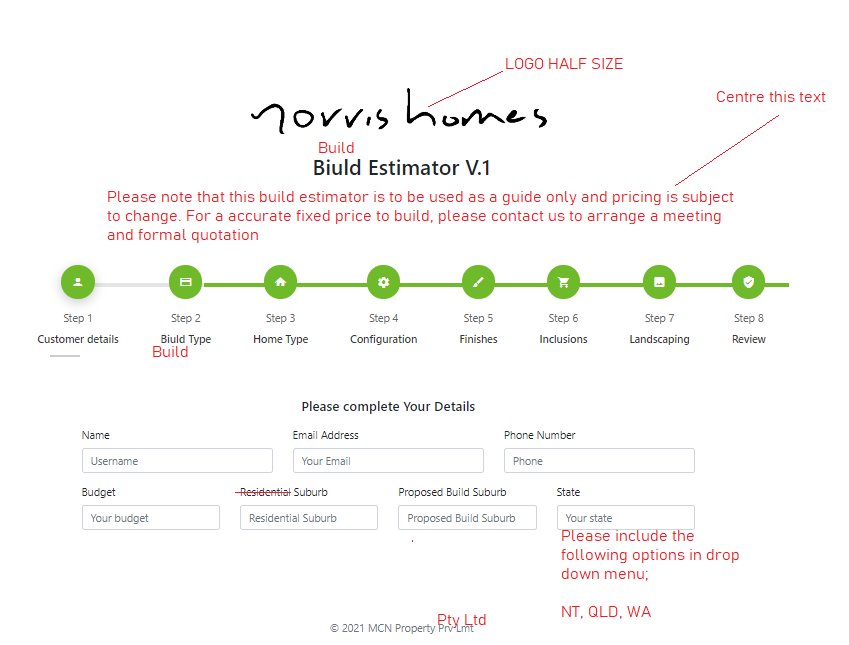 LOGO HALF SIZE
Centre this text
norris homes
Build
Biuld Estimator V.1
Please note that this build estimator is to be used as a guide only and pricing is subject
to change. For a accurate fixed price to build, please contact us to arrange a meeting
and formal quotation
Step 1 Step 2 Step 3 Step 4 Step 5 Step 6 Step 7 Step 8
Customer details Biuld Type Home Type Configuration Finishes Inclusions Landscaping Review
Build
Please complete Your Details
Name Email Address Phone Number
Username Your Email Phone
Budget Residential Suburb Proposed Build Suburb State
Your budget Residential Suburb Proposed Build Suburb Your state
Please include the
following options in drop
down menu;
NT, QLD, WA
Pty Ltd
© 2021 MCN Property Prv Lmt